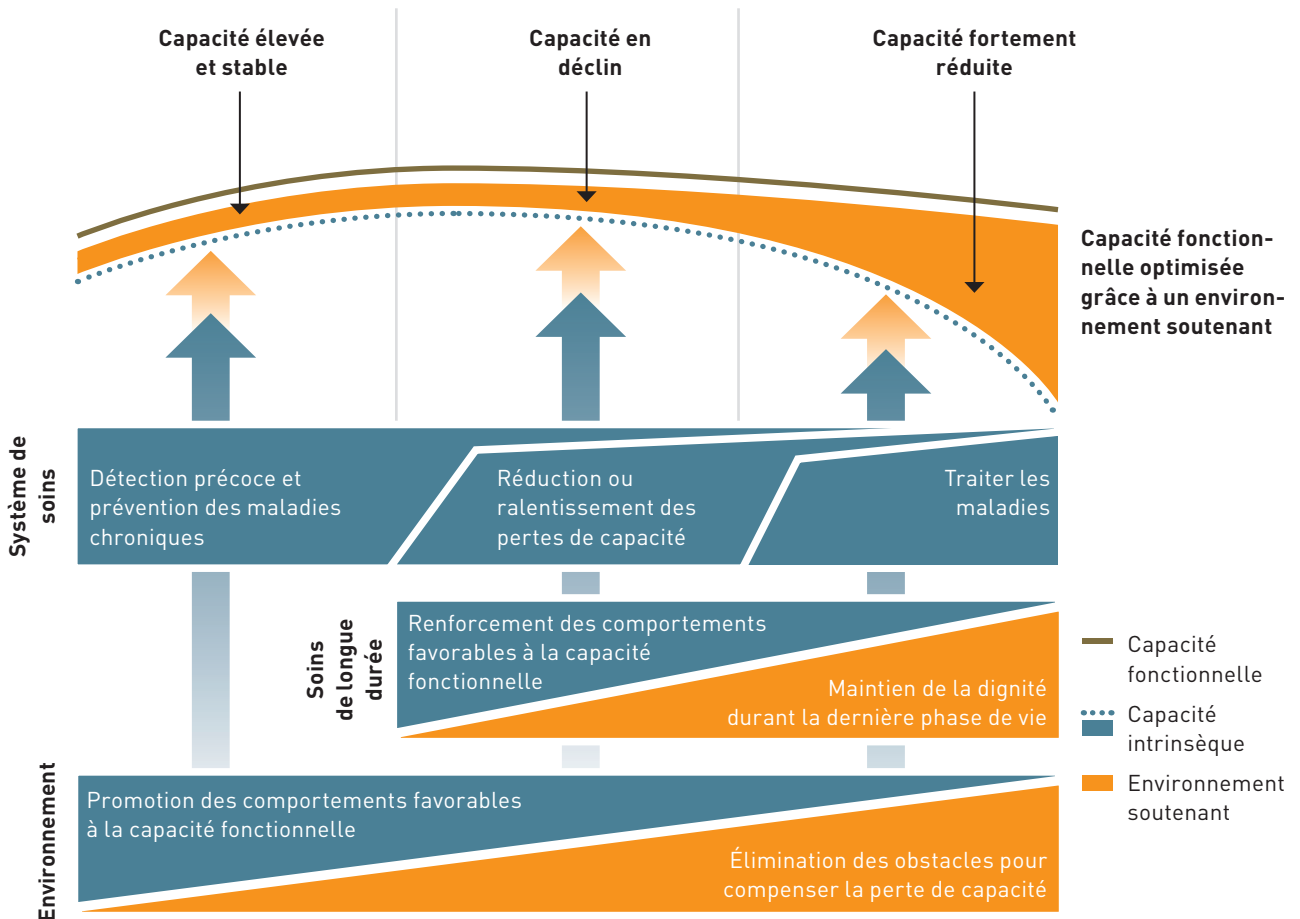 Capacité élevée
et stable
Capacité en
déclin
Capacité fortement
réduite
Capacité fonction-
nelle optimisée
grâce à un environ-
nement soutenant
Système de
soins
Détection précoce et
prévention des maladies
chroniques
Réduction ou
ralentissement des
pertes de capacité
Traiter les
maladies
Soins
de longue
durée
Renforcement des comportements
favorables à la capacité
fonctionnelle
Maintien de la dignité
durant la dernière phase de vie
Capacité
fonctionnelle
Capacité
intrinsèque
Environnement
soutenant
Environnement
Promotion des comportements favorables
à la capacité fonctionnelle
Élimination des obstacles pour
compenser la perte de capacité